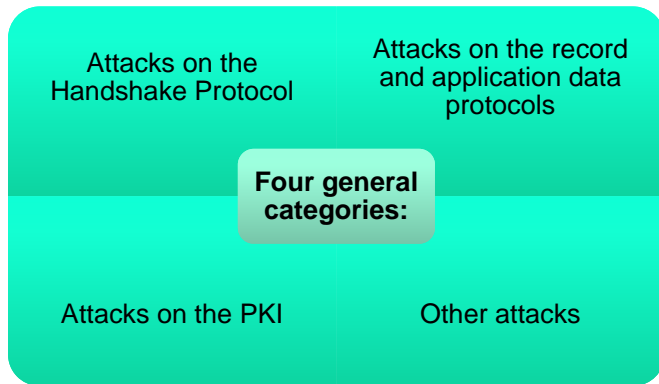 Attacks on the
Handshake Protocol
Attacks on the record
and application data
protocols
Four general
categories:
Attacks on the PKI
Other attacks